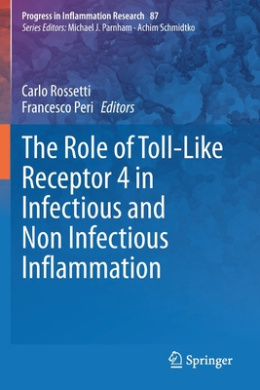 Progress in Inflammation Research 87
Series Editors: Michael J. Parnham · Achim Schmidtko
Carlo Rossetti
Francesco Peri Editors
The Role of Toll-Like
Receptor 4 in
Infectious and
Non Infectious
Inflammation
Springer